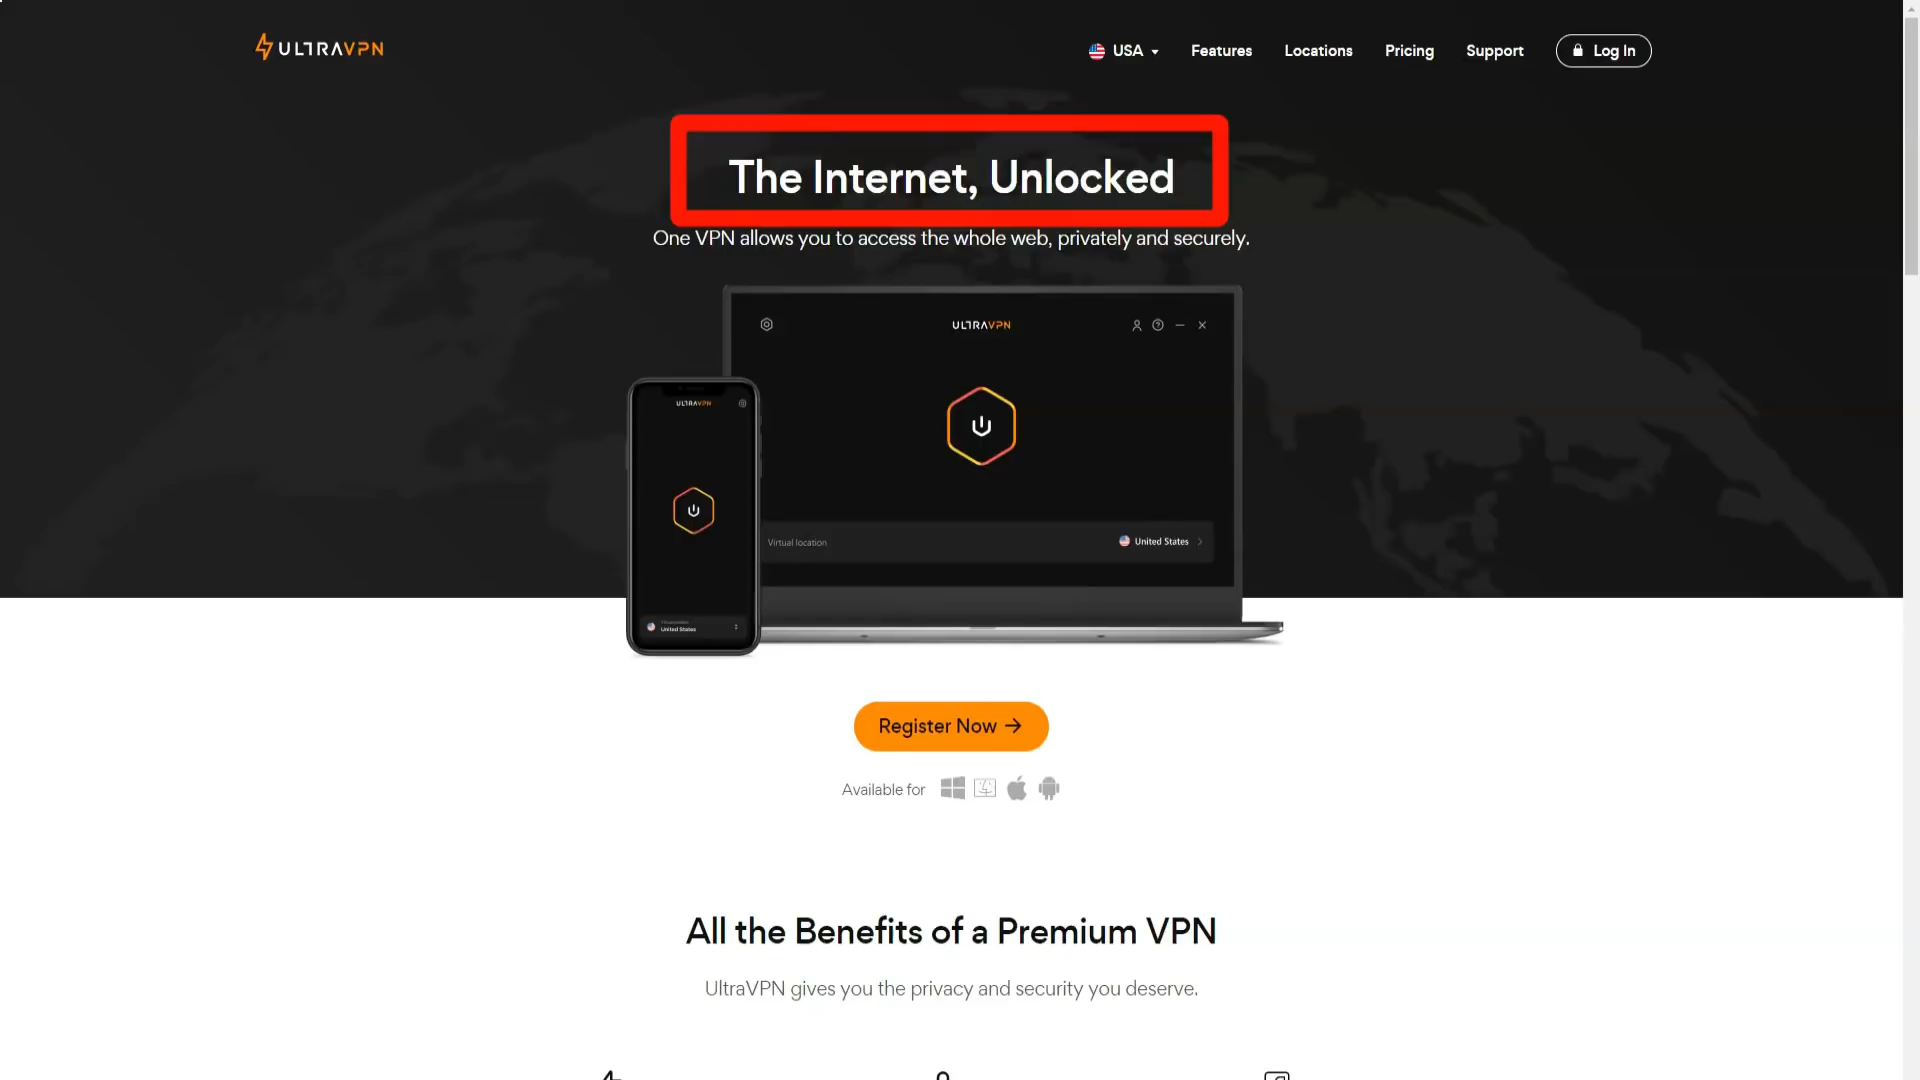 ULTRAVPN
USA
Features
Locations
Pricing
Support
Log In
The Internet, Unlocked
One VPN allows you to access the whole web, privately and securely.
ULTRAVPN
ULTRAVPN
Virtual location
United States
United States
Register Now
Available for
All the Benefits of a Premium VPN
UltraVPN gives you the privacy and security you deserve.